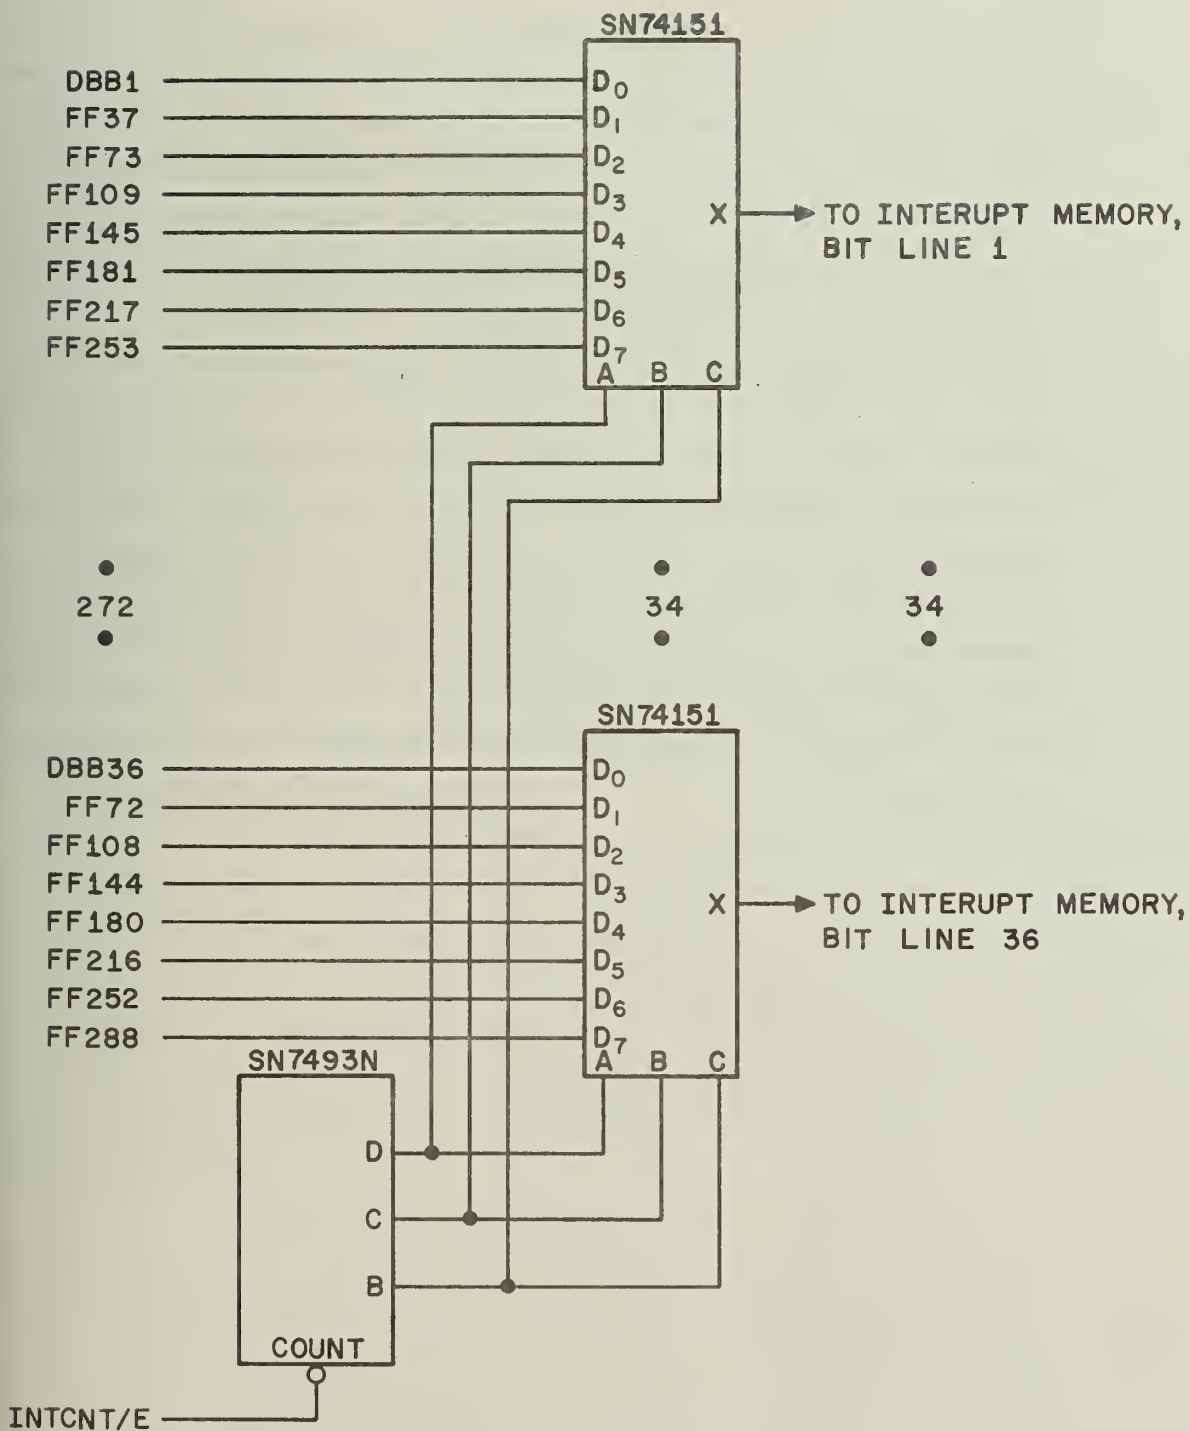 SN74151
DBB1
D0
FF37
D1
FF73
D2
FF109
D3
FF145
D4
FF181
D5
FF217
D6
FF253
D7
A B C
X
TO INTERUPT MEMORY,
BIT LINE 1
272
34
34
SN74151
DBB36
D0
FF72
D1
FF108
D2
FF144
D3
FF180
D4
FF216
D5
FF252
D6
FF288
D7
A B C
X
TO INTERUPT MEMORY,
BIT LINE 36
SN7493N
D
C
B
COUNT
INTCNT/E